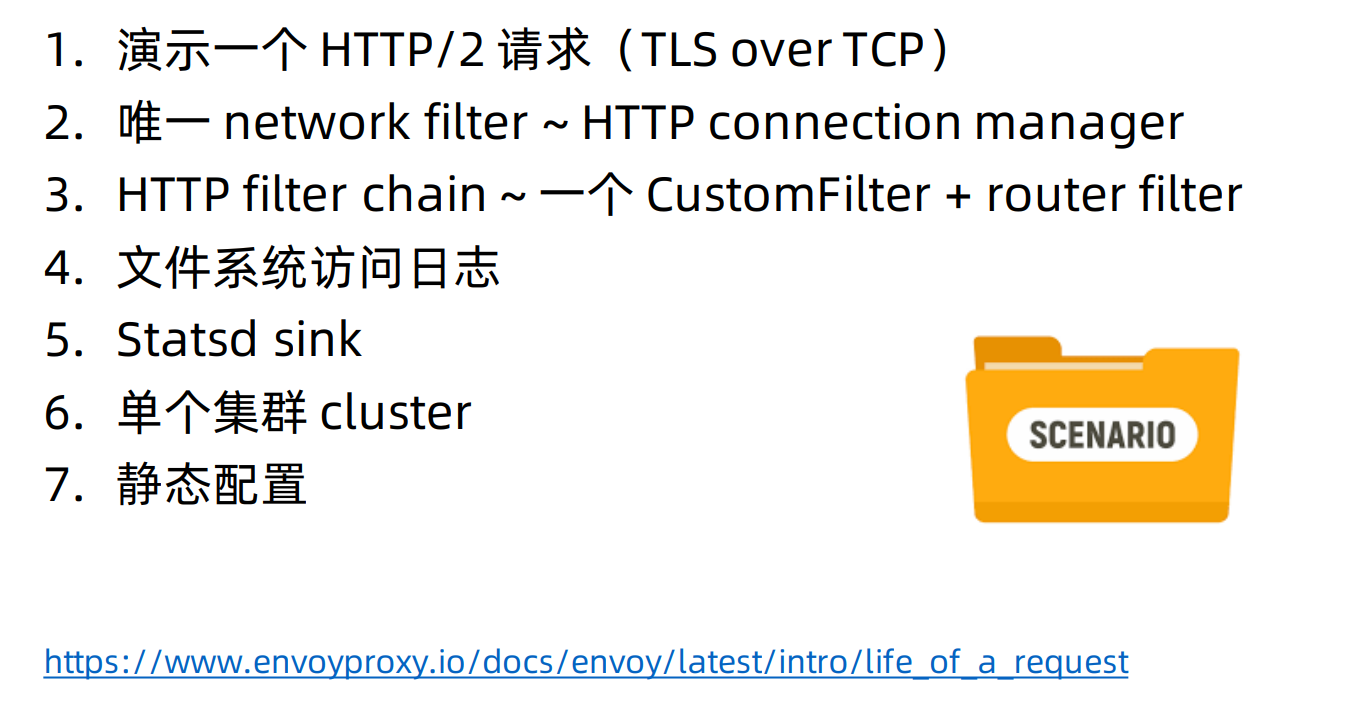 1. 演示一个 HTTP/2 请求（TLS over TCP）
2. 唯一 network filter ~ HTTP connection manager
3. HTTP filter chain ~ 一个 CustomFilter + router filter
4. 文件系统访问日志
5. Statsd sink
6. 单个集群 cluster
7. 静态配置
SCENARIO
https://www.envoyproxy.io/docs/envoy/latest/intro/life_of_a_request